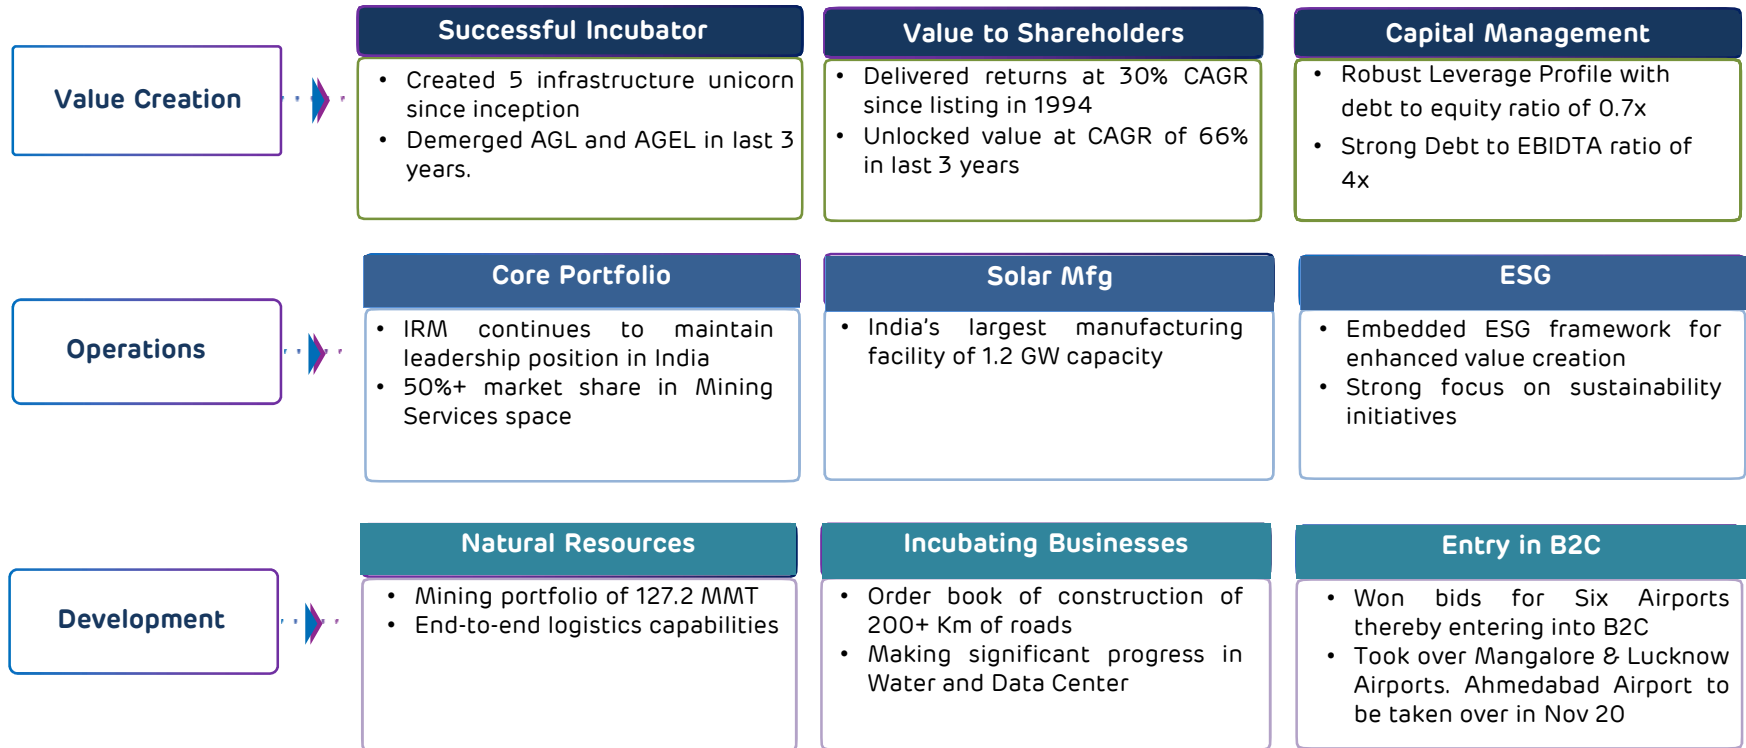 Value Creation
Successful Incubator
• Created 5 infrastructure unicorn
since inception
• Demerged AGL and AGEL in last 3
years.
Value to Shareholders
• Delivered returns at 30% CAGR
since listing in 1994
• Unlocked value at CAGR of 66%
in last 3 years
Capital Management
• Robust Leverage Profile with
debt to equity ratio of 0.7x
• Strong Debt to EBIDTA ratio of
4x
Operations
Core Portfolio
• IRM continues to maintain
leadership position in India
• 50%+ market share in Mining
Services space
Solar Mfg
• India's largest manufacturing
facility of 1.2 GW capacity
ESG
• Embedded ESG framework for
enhanced value creation
• Strong focus on sustainability
initiatives
Development
Natural Resources
• Mining portfolio of 127.2 MMT
• End-to-end logistics capabilities
Incubating Businesses
• Order book of construction of
200+ Km of roads
• Making significant progress in
Water and Data Center
Entry in B2C
• Won bids for Six Airports
thereby entering into B2C
• Took over Mangalore & Lucknow
Airports. Ahmedabad Airport to
be taken over in Nov 20